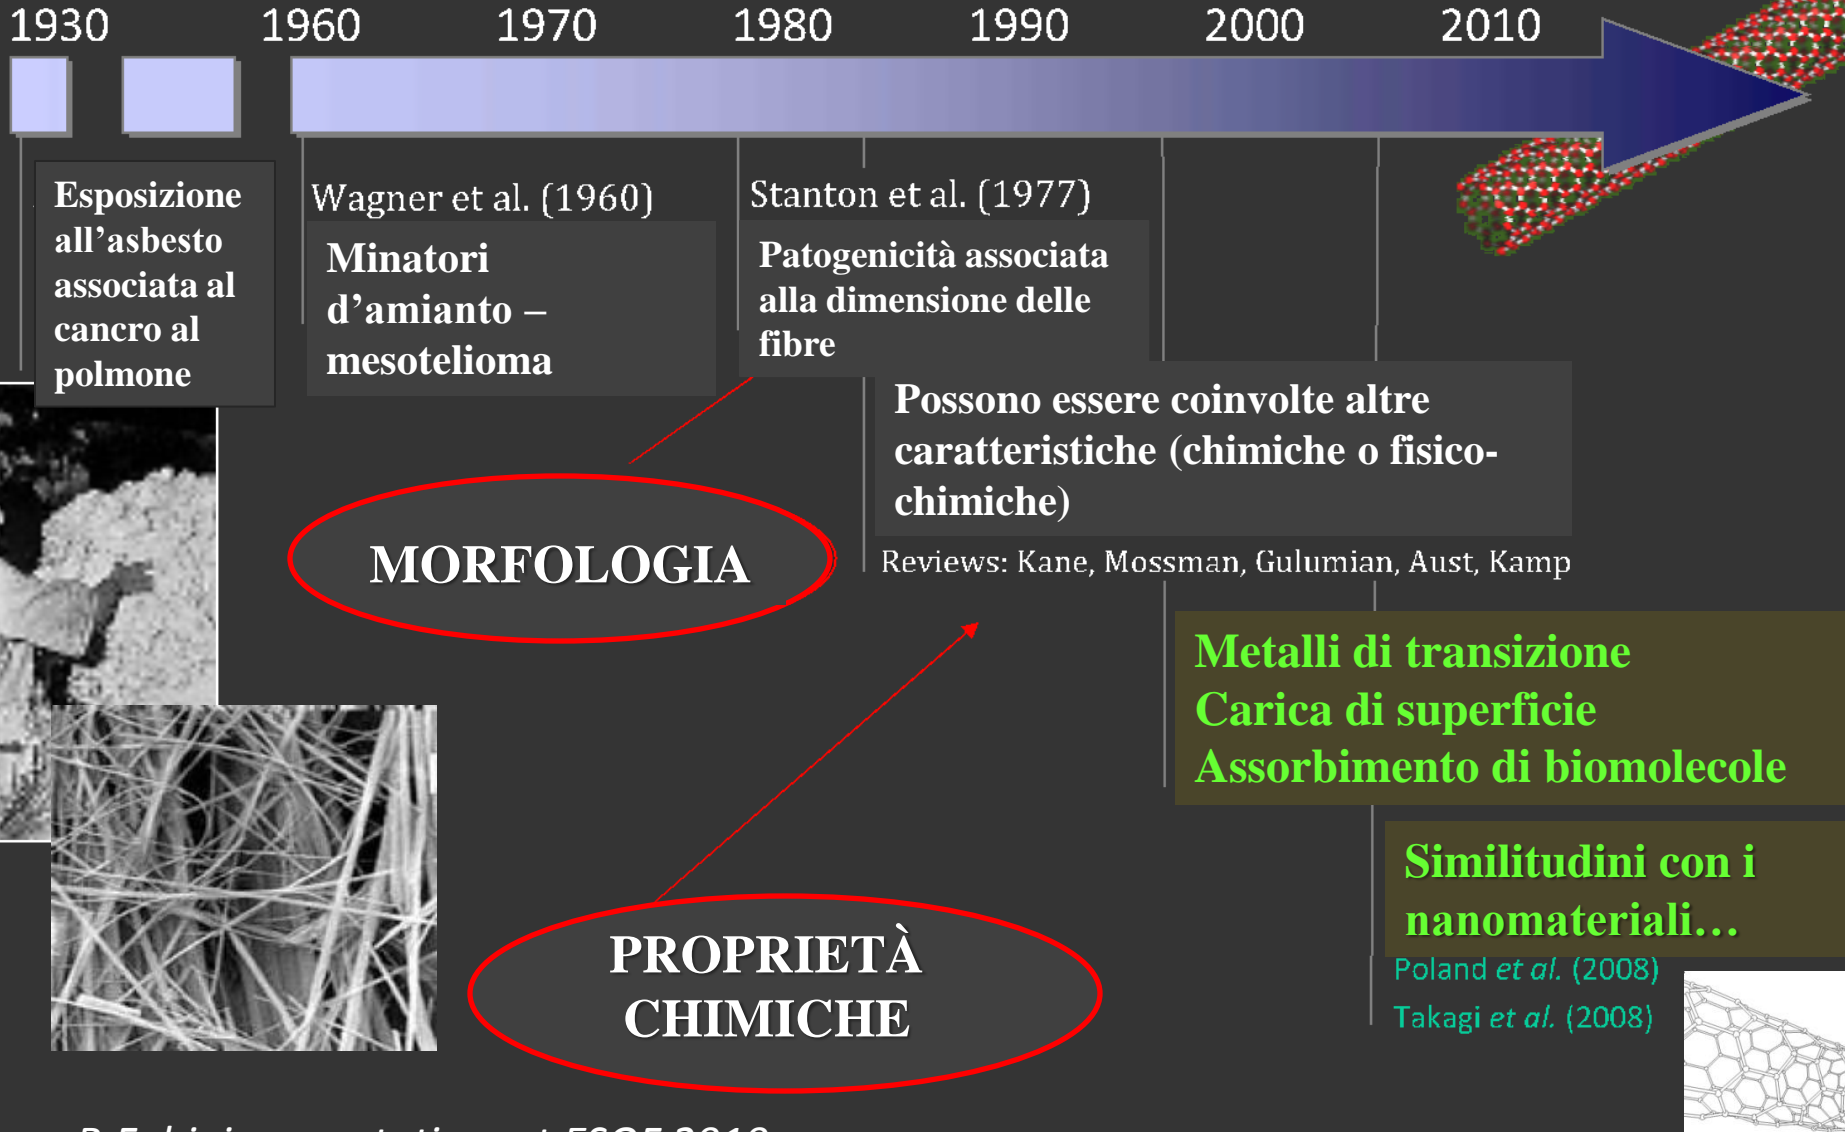 1930 1960 1970 1980 1990 2000 2010
Esposizione
all’asbesto
associata al
cancro al
polmone
Wagner et al. (1960)
Minatori
d’amianto –
mesotelioma
Stanton et al. (1977)
Patogenicità associata
alla dimensione delle
fibre
Possono essere coinvolte altre
caratteristiche (chimiche o fisico-
chimiche)
Reviews: Kane, Mossman, Gulumian, Aust, Kamp
MORFOLOGIA
Metalli di transizione
Carica di superficie
Assorbimento di biomolecole
Similitudini con i
nanomateriali…
Poland et al. (2008)
Takagi et al. (2008)
PROPRIETÀ
CHIMICHE